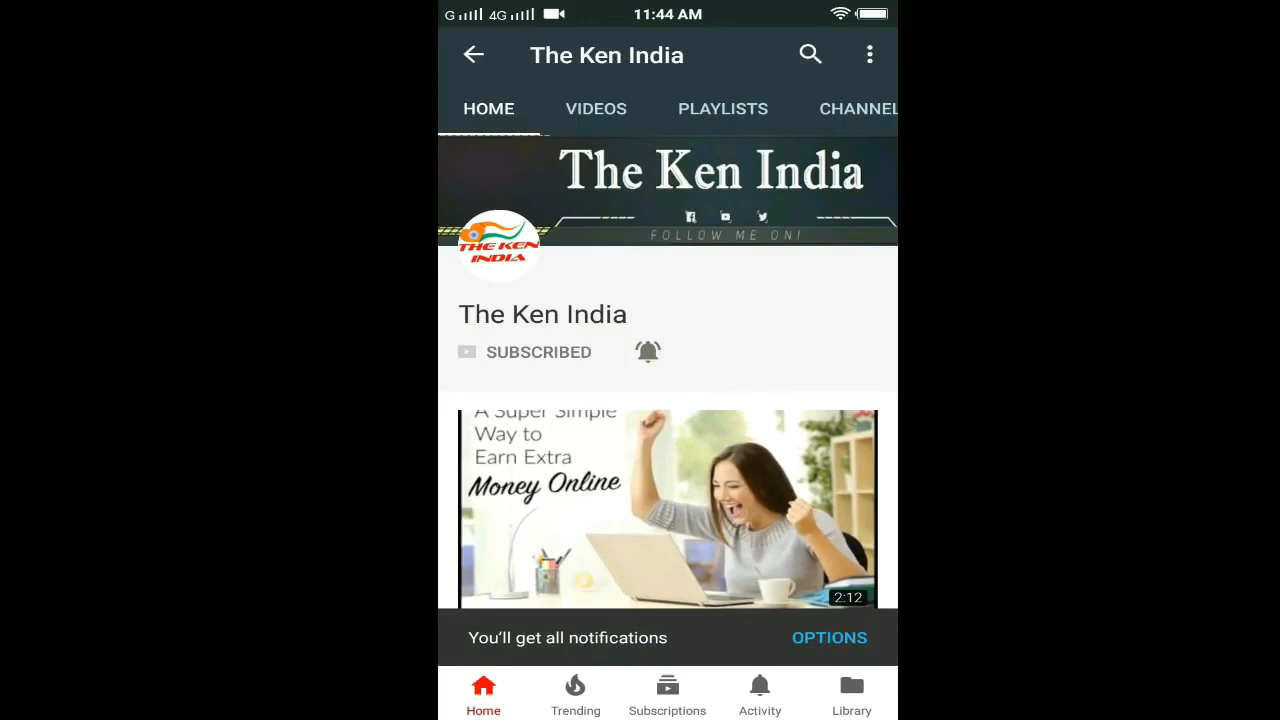 G 4G 11:44 AM
The Ken India
HOME VIDEOS PLAYLISTS CHANNEL
The Ken India
FOLLOW ME ON!
THE KEN
INDIA
The Ken India
SUBSCRIBED
A Super Simple
Way to
Earn Extra
Money Online
2:12
You'll get all notifications OPTIONS
Home Trending Subscriptions Activity Library